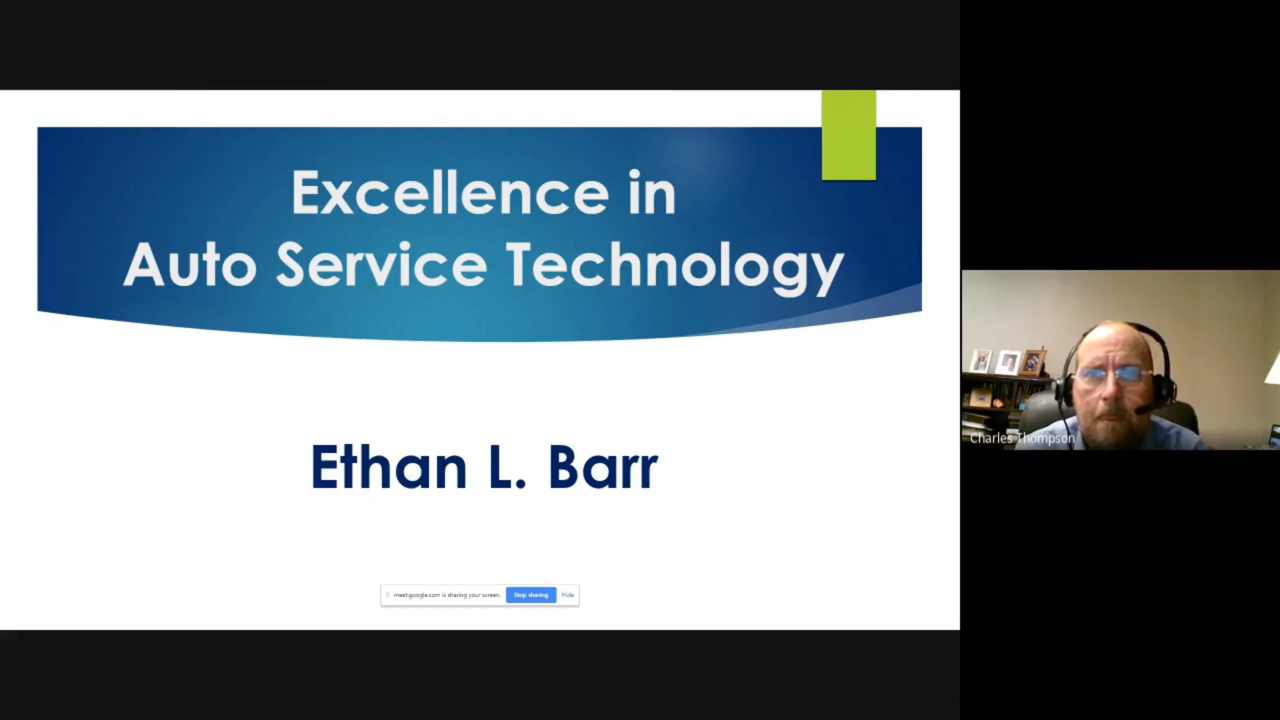 Excellence in
Auto Service Technology
Ethan L. Barr
meet.google.com is sharing your screen.
Stop sharing
Hide
Charles Thompson